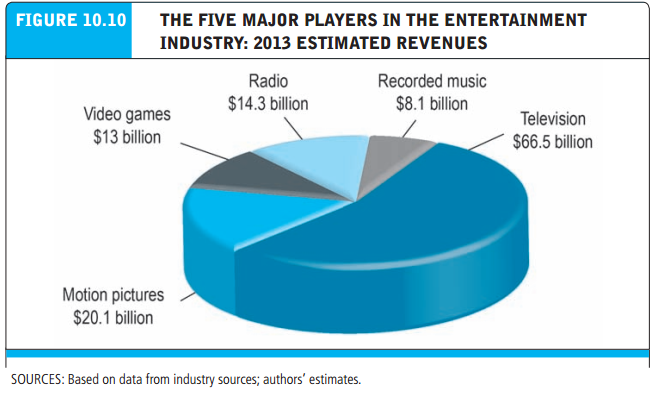 FIGURE 10.10
THE FIVE MAJOR PLAYERS IN THE ENTERTAINMENT
INDUSTRY: 2013 ESTIMATED REVENUES
Radio
$14.3 billion
Recorded music
$8.1 billion
Video games
$13 billion
Television
$66.5 billion
Motion pictures
$20.1 billion
SOURCES: Based on data from industry sources; authors’ estimates.